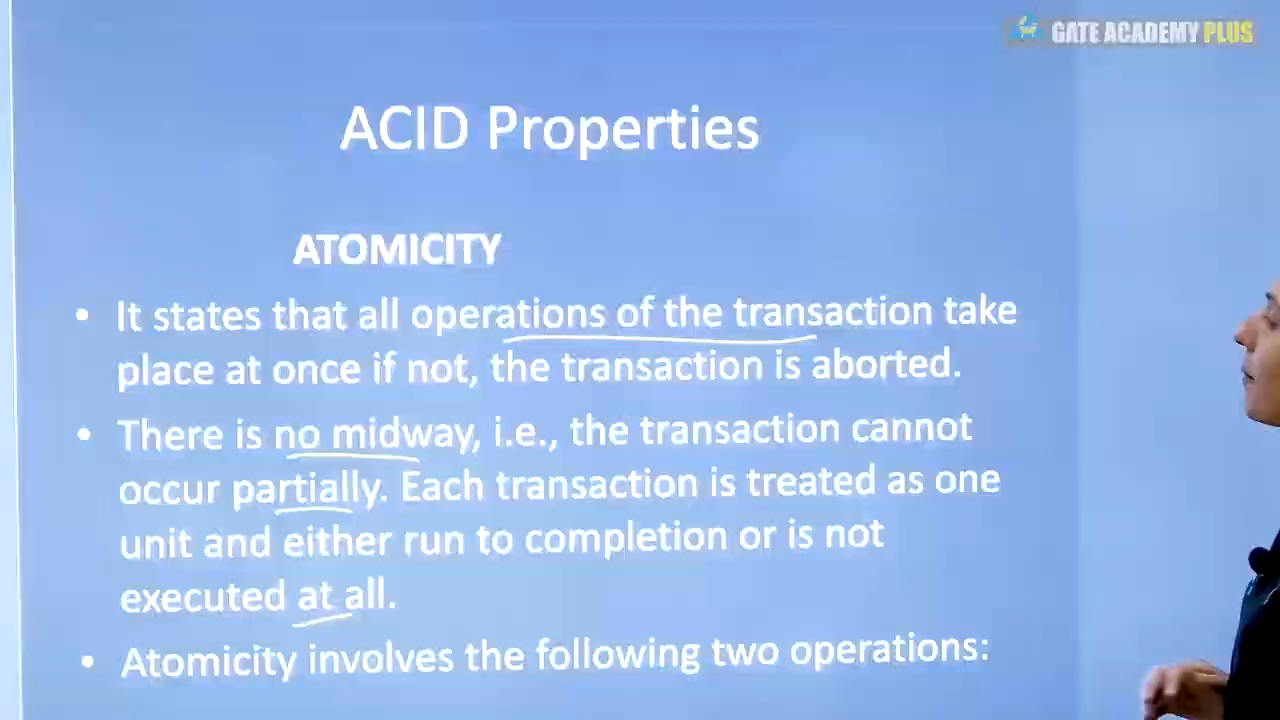 GATE ACADEMY PLUS
ACID Properties
ATOMICITY
• It states that all operations of the transaction take
place at once if not, the transaction is aborted.
• There is no midway, i.e., the transaction cannot
occur partially. Each transaction is treated as one
unit and either run to completion or is not
executed at all.
• Atomicity involves the following two operations: